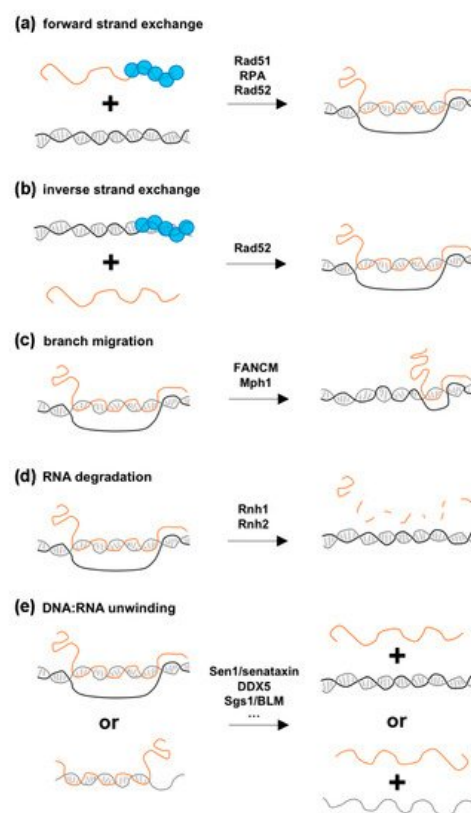 (a) forward strand exchange
Rad51
RPA
Rad52
+
(b) inverse strand exchange
Rad52
+
(c) branch migration
FANCM
Mph1
(d) RNA degradation
Rnh1
Rnh2
(e) DNA:RNA unwinding
Sen1/senataxin
DDX5
Sgs1/BLM
...
+
or
or
+